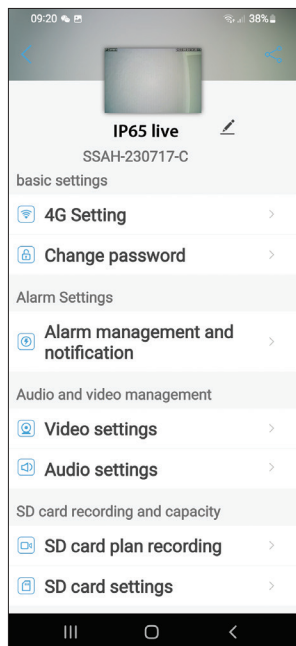 09:20 38%
IP65 live
SSAH-230717-C
basic settings
4G Setting
Change password
Alarm Settings
Alarm management and
notification
Audio and video management
Video settings
Audio settings
SD card recording and capacity
SD card plan recording
SD card settings